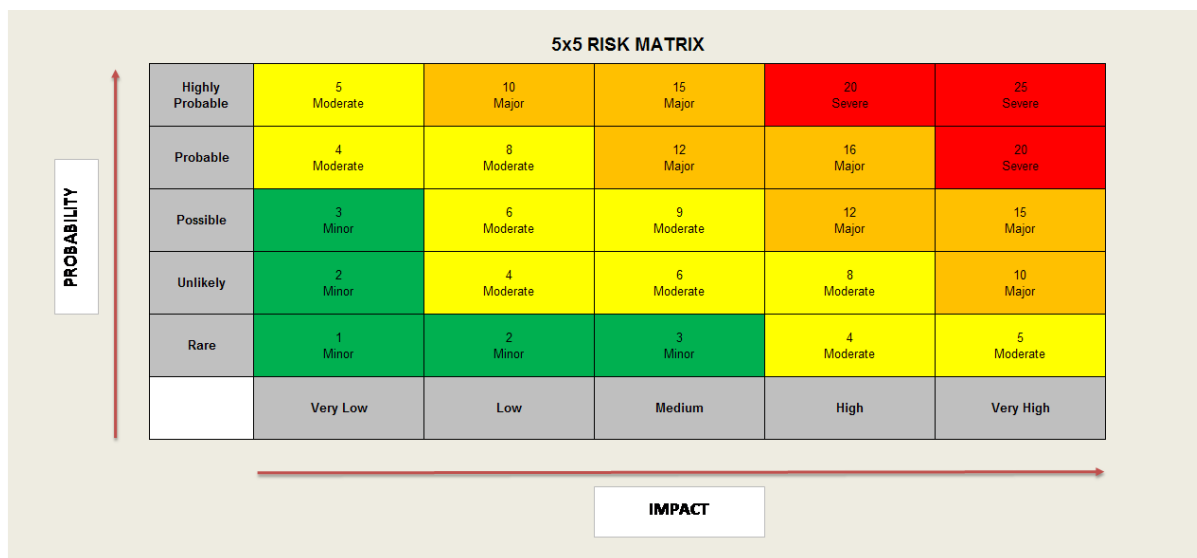 5x5 RISK MATRIX
Highly
Probable
5
Moderate
10
Major
15
Major
20
Severe
25
Severe
Probable
4
Moderate
8
Moderate
12
Major
16
Major
20
Severe
PROBABILITY
Possible
3
Minor
6
Moderate
9
Moderate
12
Major
15
Major
Unlikely
2
Minor
4
Moderate
6
Moderate
8
Moderate
10
Major
Rare
1
Minor
2
Minor
3
Minor
4
Moderate
5
Moderate
Very Low
Low
Medium
High
Very High
IMPACT